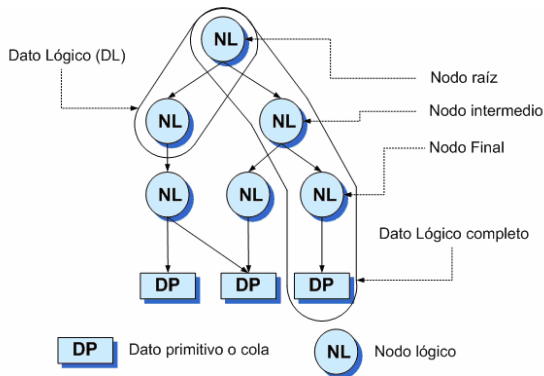 NL
Dato Lógico (DL)
Nodo raíz
NL
NL
Nodo intermedio
Nodo Final
NL
NL
NL
Dato Lógico completo
DP
DP
DP
DP
Dato primitivo o cola
NL
Nodo lógico